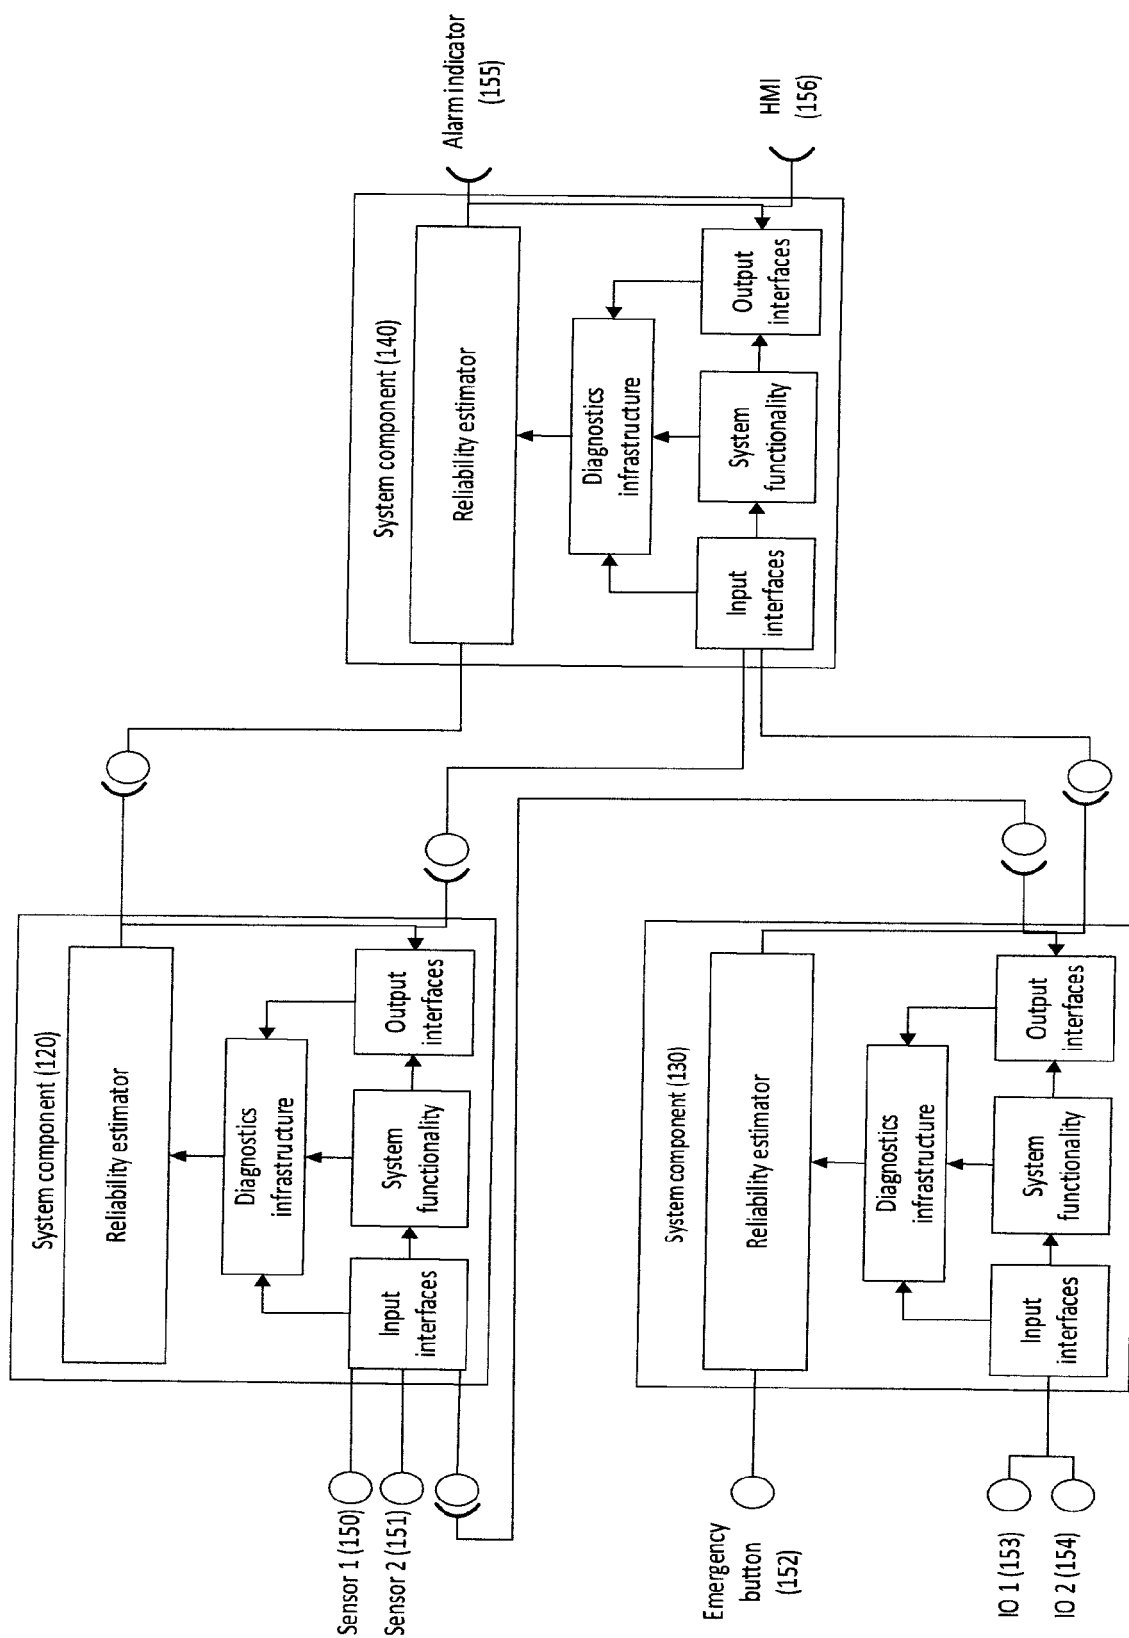 Sensor 1 (150)
Sensor 2 (151)
System component (120)
Reliability estimator
Diagnostics
infrastructure
Input
interfaces
System
functionality
Output
interfaces
Emergency
button
(152)
IO 1 (153)
IO 2 (154)
System component (130)
Reliability estimator
Diagnostics
infrastructure
Input
interfaces
System
functionality
Output
interfaces
System component (140)
Reliability estimator
Diagnostics
infrastructure
Input
interfaces
System
functionality
Output
interfaces
Alarm indicator
(155)
HMI
(156)